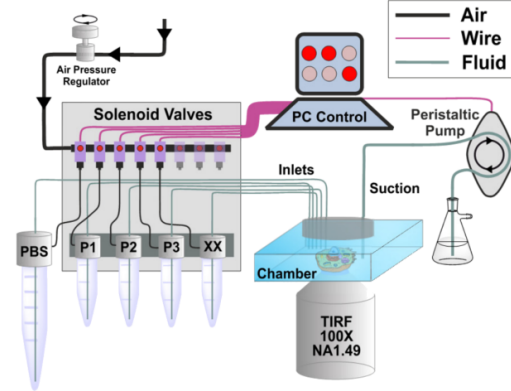 Air
Wire
Fluid
Air Pressure
Regulator
Solenoid Valves
PC Control
Peristaltic
Pump
Inlets
Suction
PBS
P1
P2
P3
XX
Chamber
TIRF
100X
NA1.49